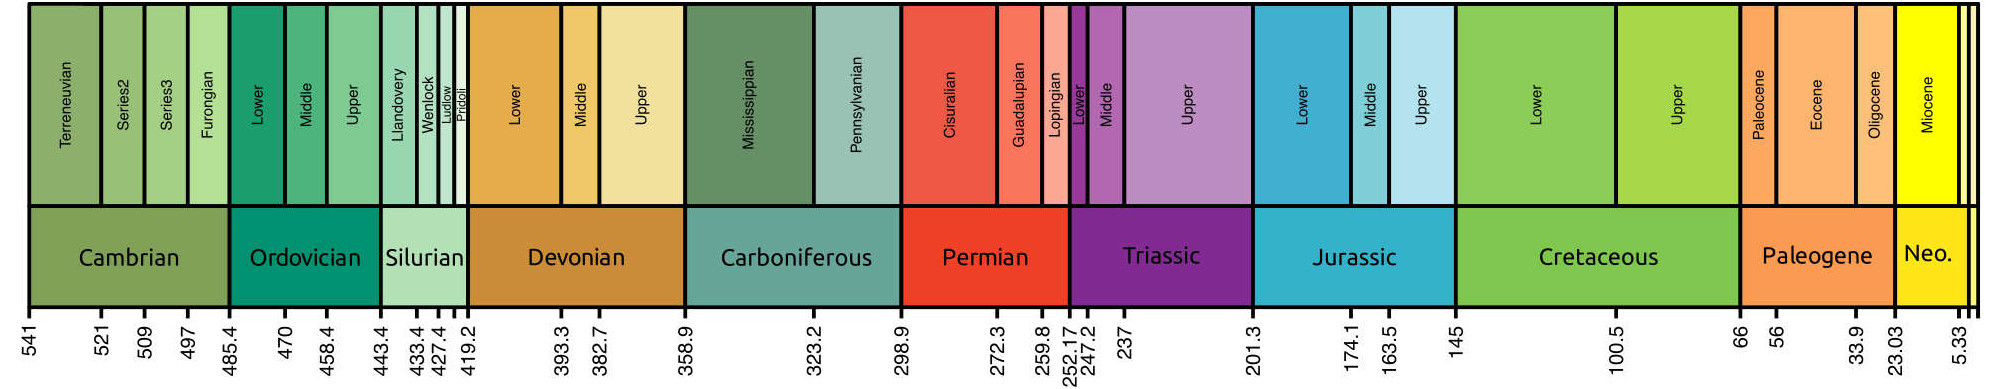 Terreneuvian
Series2
Series3
Furongian
Lower
Middle
Upper
Llandovery
Wenlock
Ludlow
Pridoli
Lower
Middle
Upper
Mississippian
Pennsylvanian
Cisuralian
Guadalupian
Lopingian
Lower
Middle
Upper
Lower
Middle
Upper
Lower
Upper
Paleocene
Eocene
Oligocene
Miocene
Cambrian
Ordovician
Silurian
Devonian
Carboniferous
Permian
Triassic
Jurassic
Cretaceous
Paleogene
Neo.
541
521
509
497
485.4
470
458.4
443.4
433.4
427.4
419.2
393.3
382.7
358.9
323.2
298.9
272.3
259.8
252.17
247.2
237
201.3
174.1
163.5
145
100.5
66
56
33.9
23.03
5.33